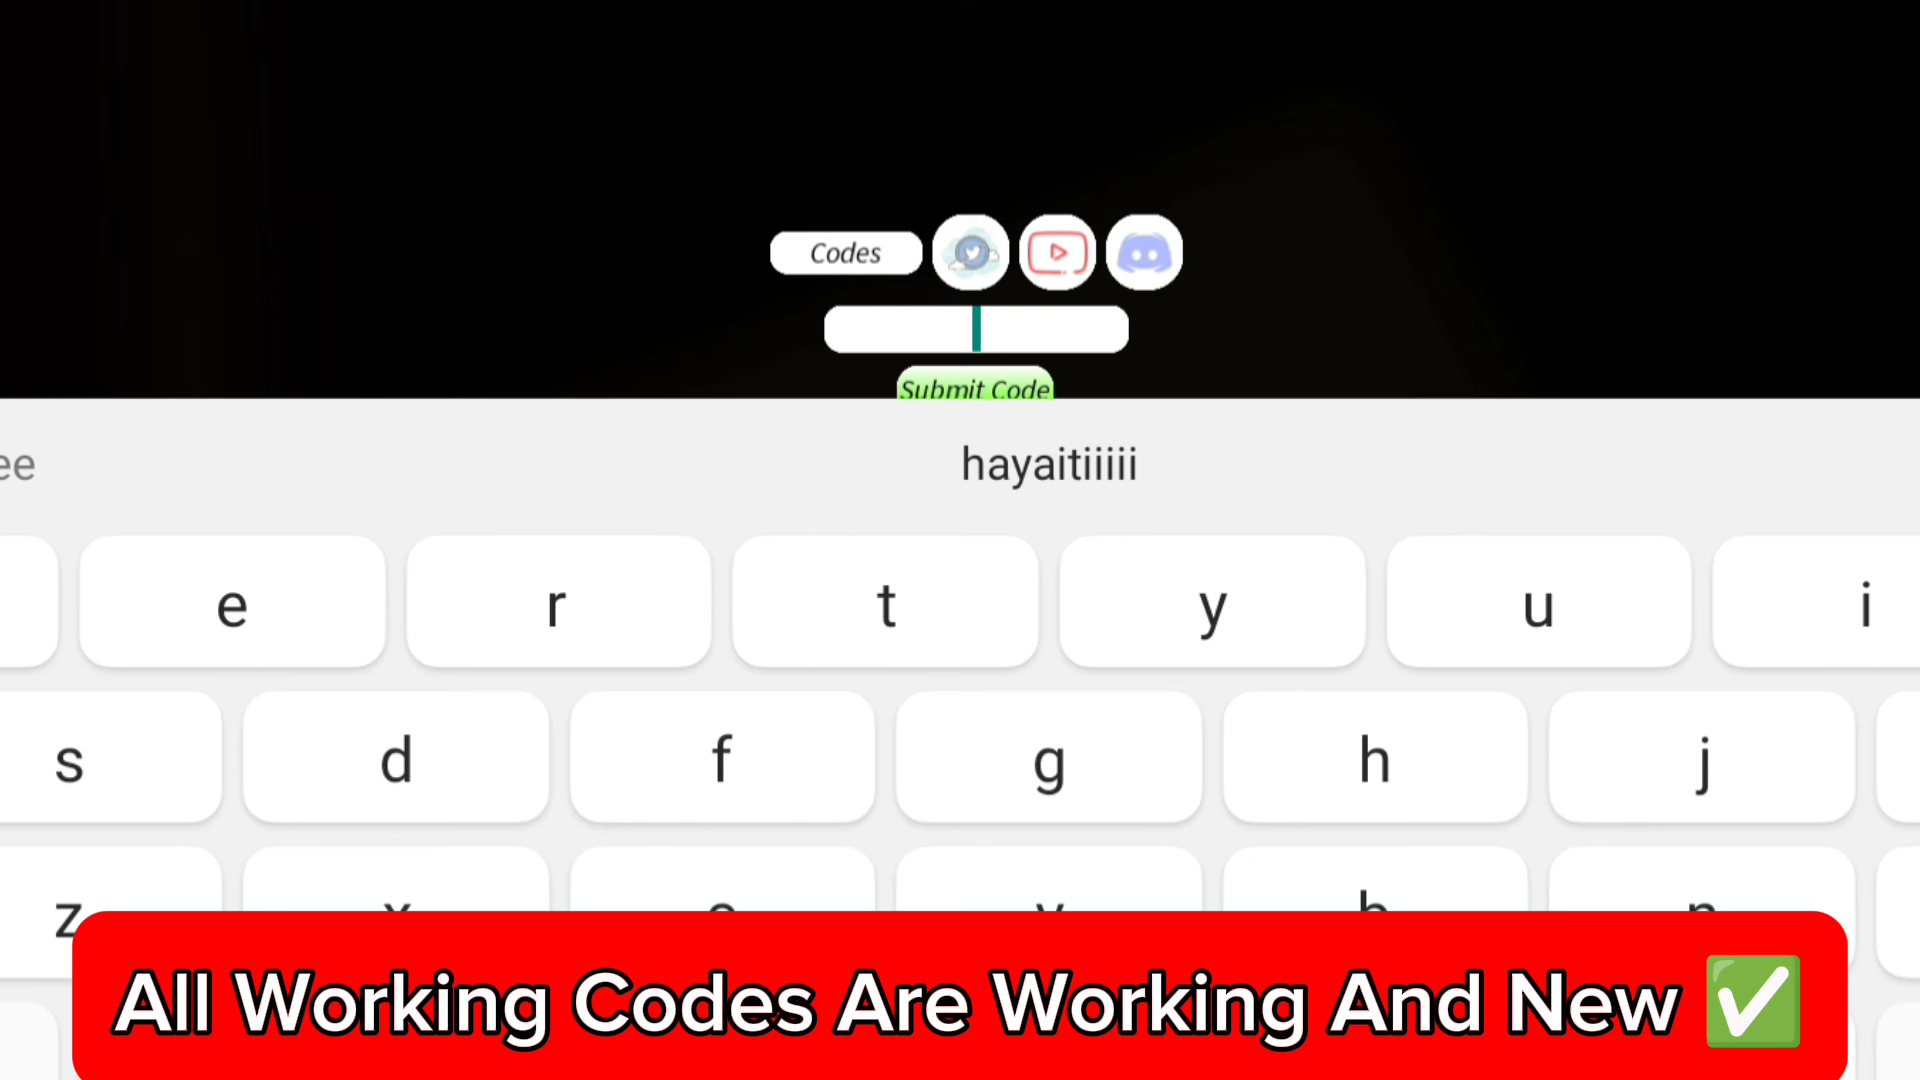 Codes
Submit Code
ee hayaitiiiii
e r t y u i
s d f g h j
z x c v b n
All Working Codes Are Working And New ✅